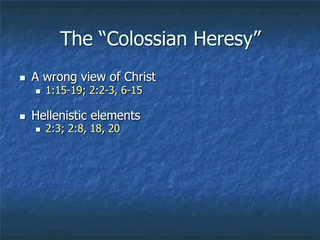 The “Colossian Heresy”
A wrong view of Christ
1:15-19; 2:2-3, 6-15
Hellenistic elements
2:3; 2:8, 18, 20